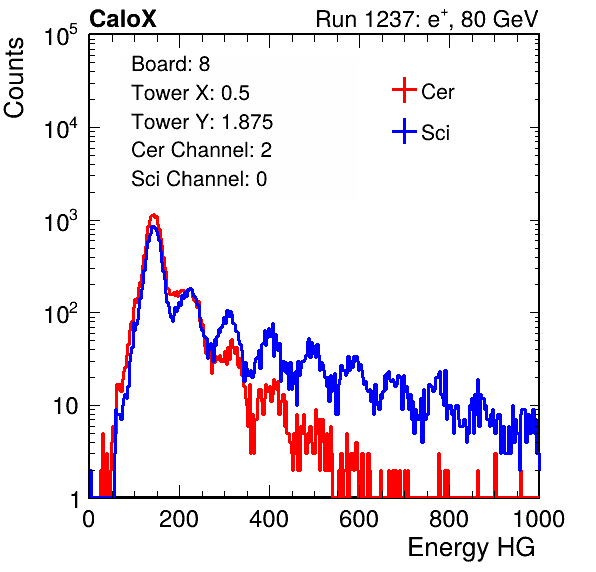 CaloX Run 1237: e⁺, 80 GeV
Board: 8
Tower X: 0.5
Tower Y: 1.875
Cer Channel: 2
Sci Channel: 0
Cer
Sci
Counts
10⁵
10⁴
10³
10²
10
1
0 200 400 600 800 1000
Energy HG